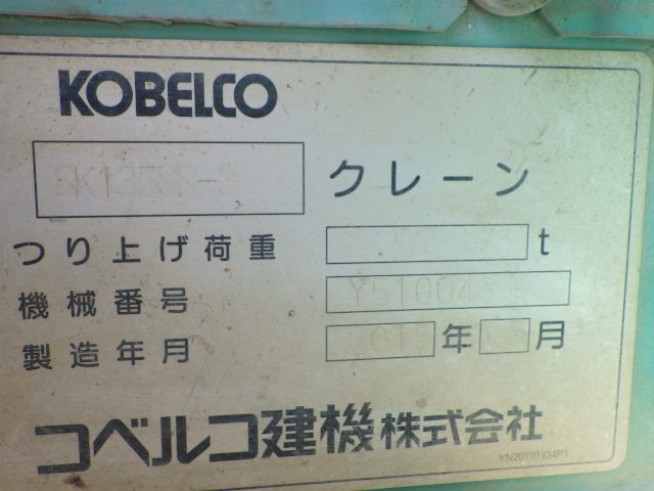 KOBELCO
クレーン
つり上げ荷重 t
機械番号
製造年月 年 月
コベルコ建機株式会社